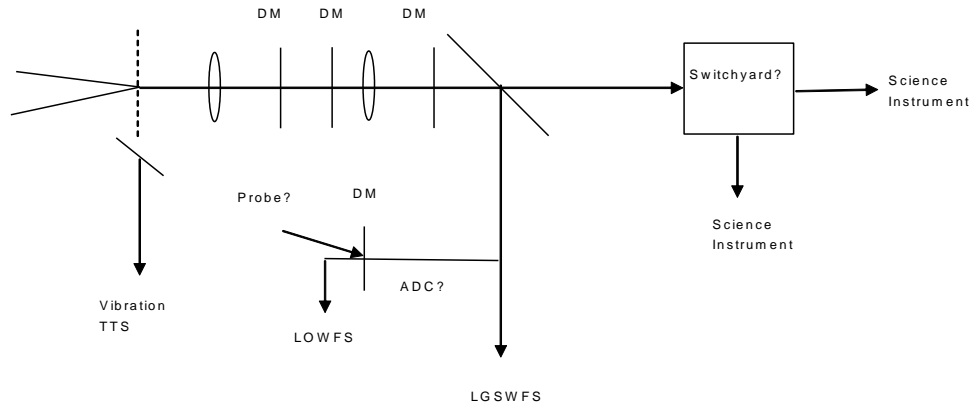 DM
DM
DM
Switchyard?
Science
Instrument
Probe?
DM
Science
Instrument
ADC?
Vibration
TTS
LOWFS
LGSWFS